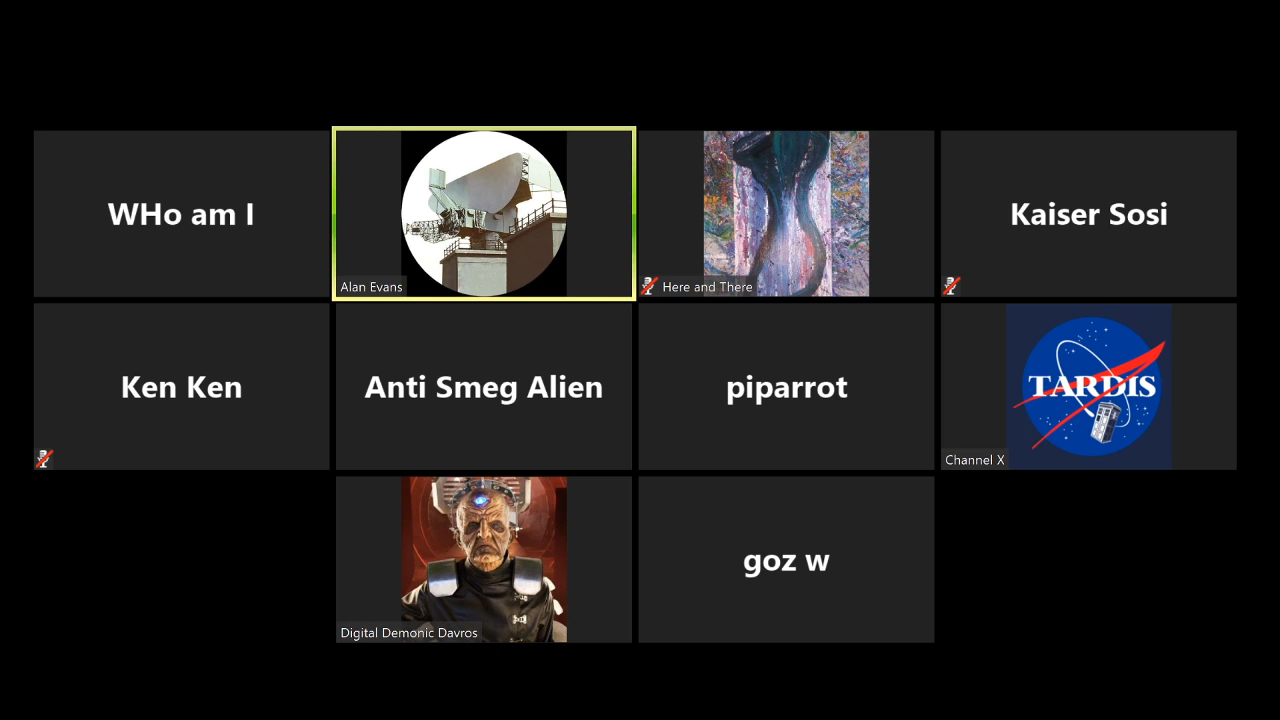 WHo am I
Alan Evans
Here and There
Kaiser Sosi
Ken Ken
Anti Smeg Alien
piparrot
TARDIS
Channel X
Digital Demonic Davros
goz w